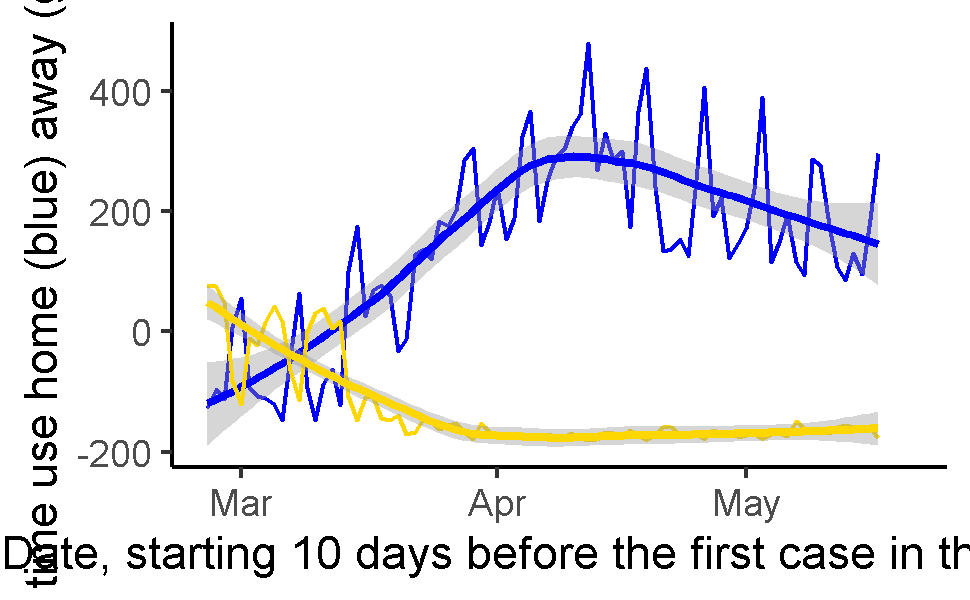 time use home (blue) away (
400
200
0
-200
Mar Apr May
Date, starting 10 days before the first case in th